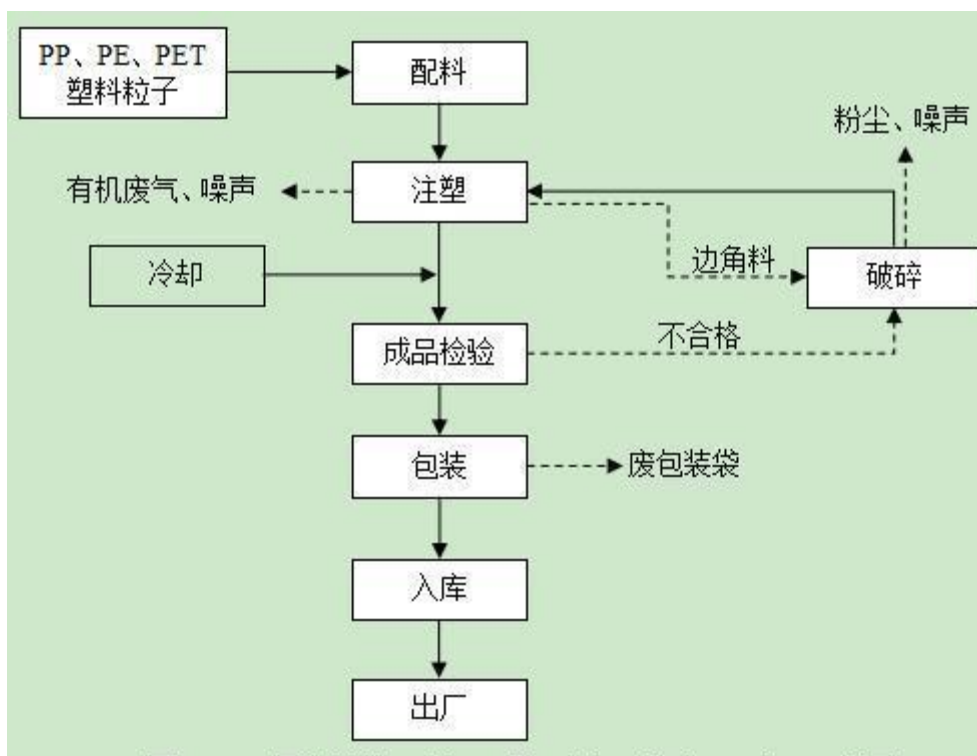 PP、PE、PET
塑料粒子
配料
粉尘、噪声
注塑
有机废气、噪声
边角料
破碎
冷却
不合格
成品检验
包装
废包装袋
入库
出厂